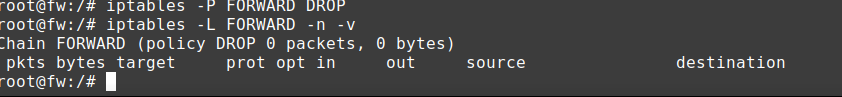 root@fw:/# iptables -P FORWARD DROP
root@fw:/# iptables -L FORWARD -n -v
Chain FORWARD (policy DROP 0 packets, 0 bytes)
 pkts bytes target     prot opt in     out     source               destination
root@fw:/#